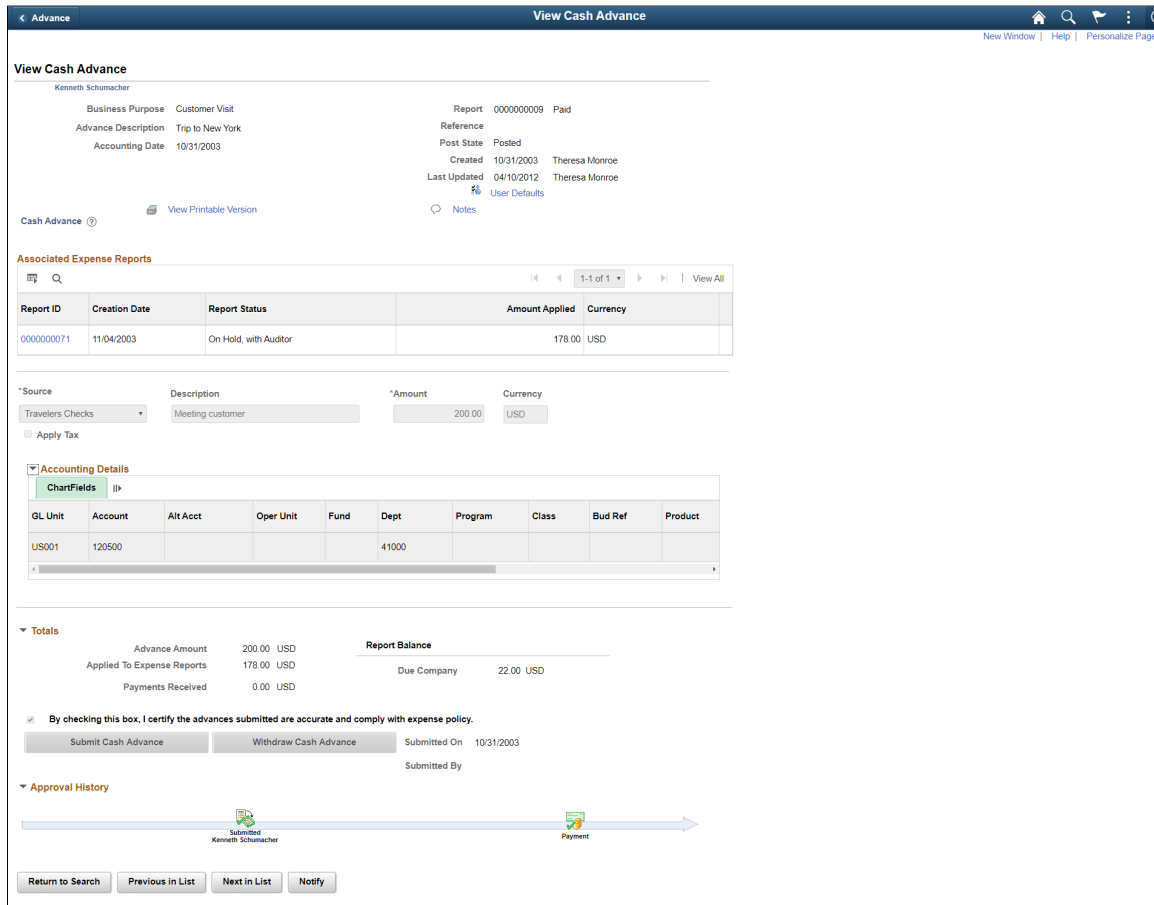 Advance
View Cash Advance
New Window | Help | Personalize Page
View Cash Advance
Kenneth Schumacher
Business Purpose Customer Visit Report 0000000009 Paid
Advance Description Trip to New York Reference
Accounting Date 10/31/2003 Post State Posted
Created 10/31/2003 Theresa Monroe
Last Updated 04/10/2012 Theresa Monroe
User Defaults
View Printable Version Notes
Cash Advance
Associated Expense Reports
1-1 of 1 | View All
Report ID Creation Date Report Status Amount Applied Currency
0000000071 11/04/2003 On Hold, with Auditor 178.00 USD
*Source Description *Amount Currency
Travelers Checks Meeting customer 200.00 USD
Apply Tax
Accounting Details
ChartFields
GL Unit Account Alt Acct Oper Unit Fund Dept Program Class Bud Ref Product
US001 120500 41000
Totals
Advance Amount 200.00 USD Report Balance
Applied To Expense Reports 178.00 USD Due Company 22.00 USD
Payments Received 0.00 USD
By checking this box, I certify the advances submitted are accurate and comply with expense policy.
Submit Cash Advance Withdraw Cash Advance Submitted On 10/31/2003
Submitted By
Approval History
Submitted
Kenneth Schumacher
Payment
Return to Search Previous in List Next in List Notify